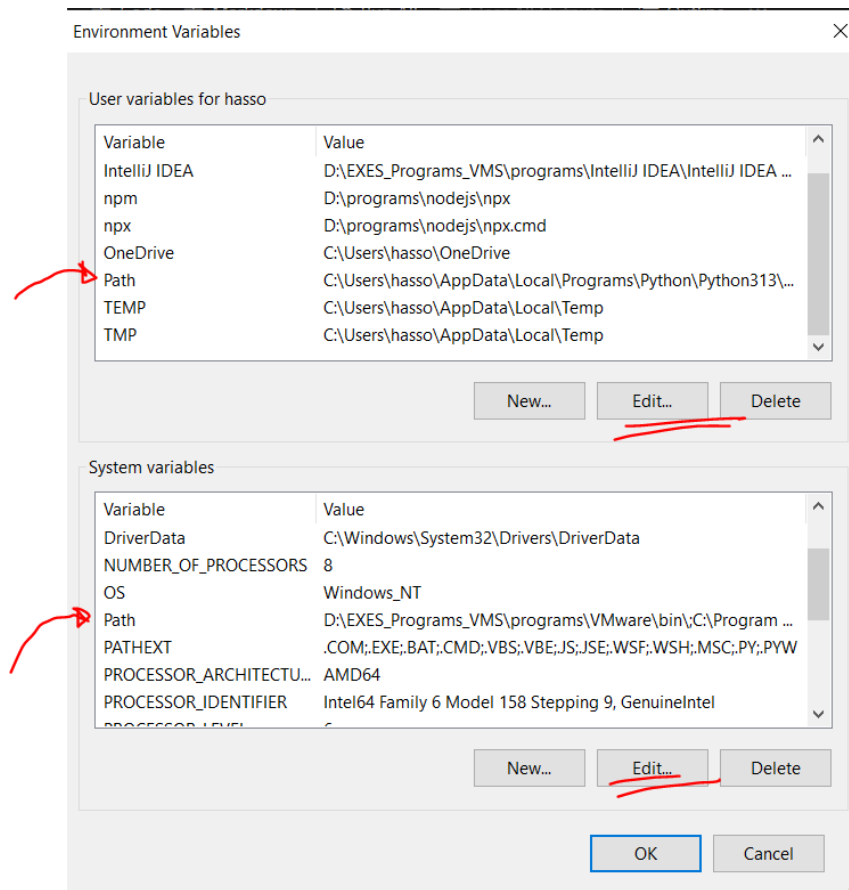 Environment Variables
User variables for hasso
Variable Value
IntelliJ IDEA D:\EXES_Programs_VMS\programs\IntelliJ IDEA\IntelliJ IDEA ...
npm D:\programs\nodejs\npx
npx D:\programs\nodejs\npx.cmd
OneDrive C:\Users\hasso\OneDrive
Path C:\Users\hasso\AppData\Local\Programs\Python\Python313\...
TEMP C:\Users\hasso\AppData\Local\Temp
TMP C:\Users\hasso\AppData\Local\Temp
New... Edit... Delete
System variables
Variable Value
DriverData C:\Windows\System32\Drivers\DriverData
NUMBER_OF_PROCESSORS 8
OS Windows_NT
Path D:\EXES_Programs_VMS\programs\VMware\bin\;C:\Program ...
PATHEXT .COM;.EXE;.BAT;.CMD;.VBS;.VBE;.JS;.JSE;.WSF;.WSH;.MSC;.PY;.PYW
PROCESSOR_ARCHITECTU... AMD64
PROCESSOR_IDENTIFIER Intel64 Family 6 Model 158 Stepping 9, GenuineIntel
New... Edit... Delete
OK Cancel